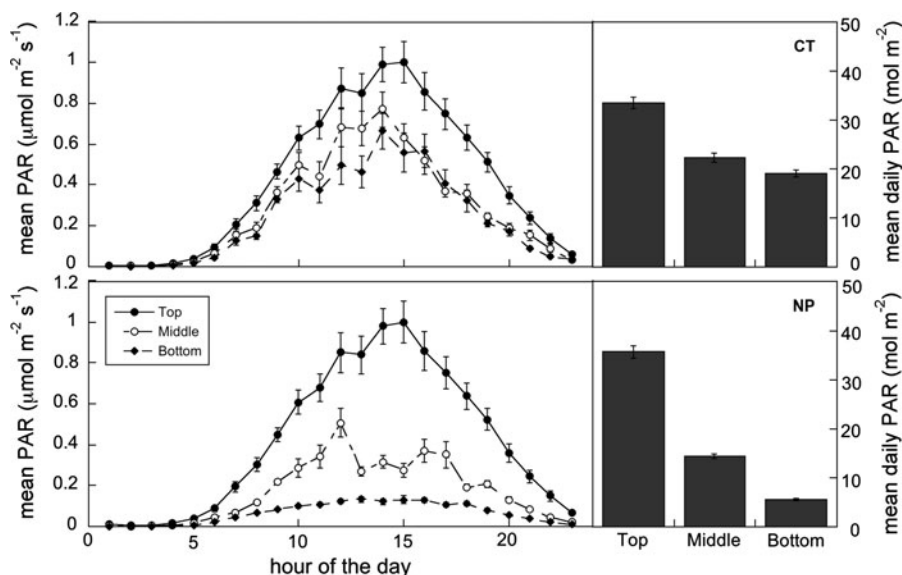 1.2
1
0.8
0.6
0.4
0.2
0
mean PAR (μmol m⁻² s⁻¹)
CT
50
40
30
20
10
0
mean daily PAR (mol m⁻²)
1.2
1
0.8
0.6
0.4
0.2
0
mean PAR (μmol m⁻² s⁻¹)
Top
Middle
Bottom
0 5 10 15 20
hour of the day
NP
50
40
30
20
10
0
mean daily PAR (mol m⁻²)
Top Middle Bottom